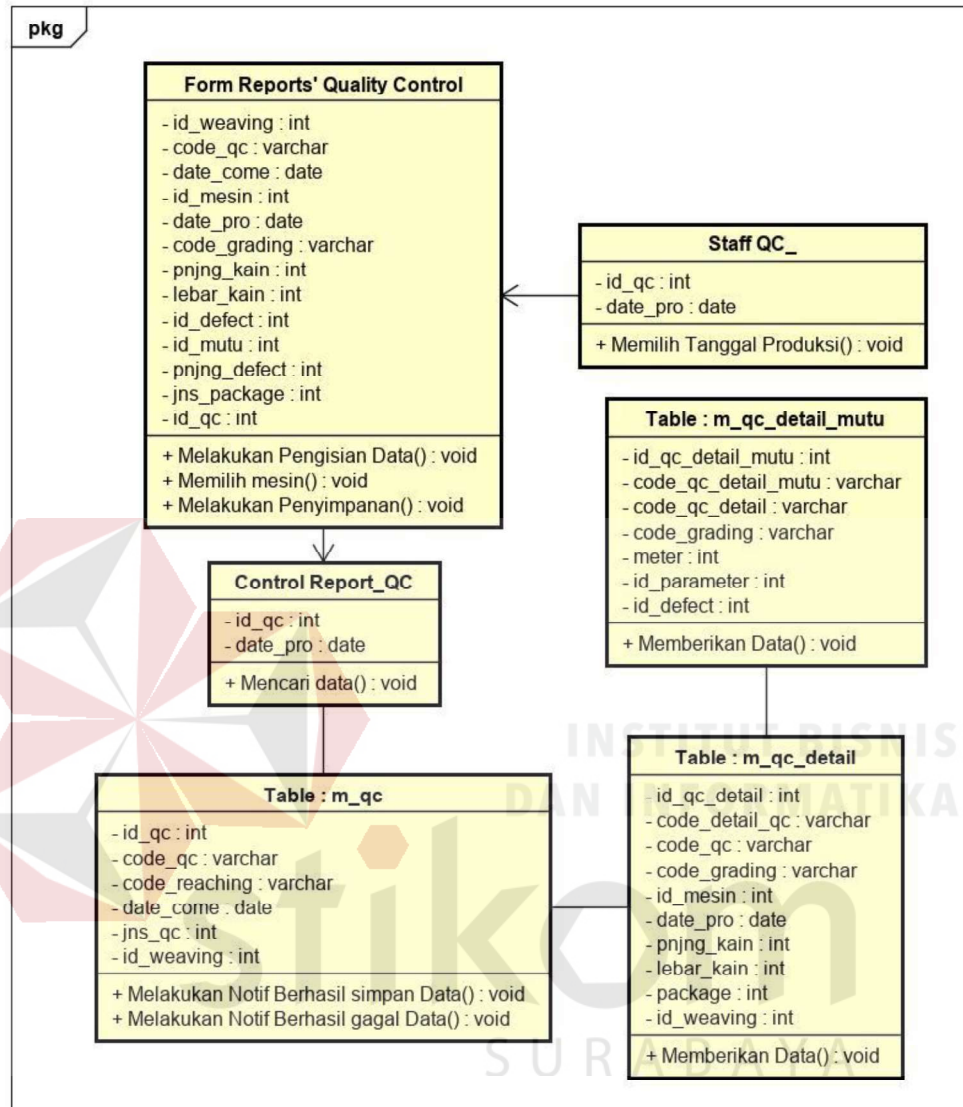 pkg
Form Reports' Quality Control
- id_weaving : int
- code_qc : varchar
- date_come : date
- id_mesin : int
- date_pro : date
- code_grading : varchar
- pnjng_kain : int
- lebar_kain : int
- id_defect : int
- id_mutu : int
- pnjng_defect : int
- jns_package : int
- id_qc : int
+ Melakukan Pengisian Data() : void
+ Memilih mesin() : void
+ Melakukan Penyimpanan() : void
Staff QC_
- id_qc : int
- date_pro : date
+ Memilih Tanggal Produksi() : void
Table : m_qc_detail_mutu
- id_qc_detail_mutu : int
- code_qc_detail_mutu : varchar
- code_qc_detail : varchar
- code_grading : varchar
- meter : int
- id_parameter : int
- id_defect : int
+ Memberikan Data() : void
Control Report_QC
- id_qc : int
- date_pro : date
+ Mencari data() : void
Table : m_qc
- id_qc : int
- code_qc : varchar
- code_reaching : varchar
- date_come : date
- jns_qc : int
- id_weaving : int
+ Melakukan Notif Berhasil simpan Data() : void
+ Melakukan Notif Berhasil gagal Data() : void
Table : m_qc_detail
- id_qc_detail : int
- code_detail_qc : varchar
- code_qc : varchar
- code_grading : varchar
- id_mesin : int
- date_pro : date
- pnjng_kain : int
- lebar_kain : int
- package : int
- id_weaving : int
+ Memberikan Data() : void
INSTITUT BISNIS
DAN INFORMATIKA
stikom
SURABAYA